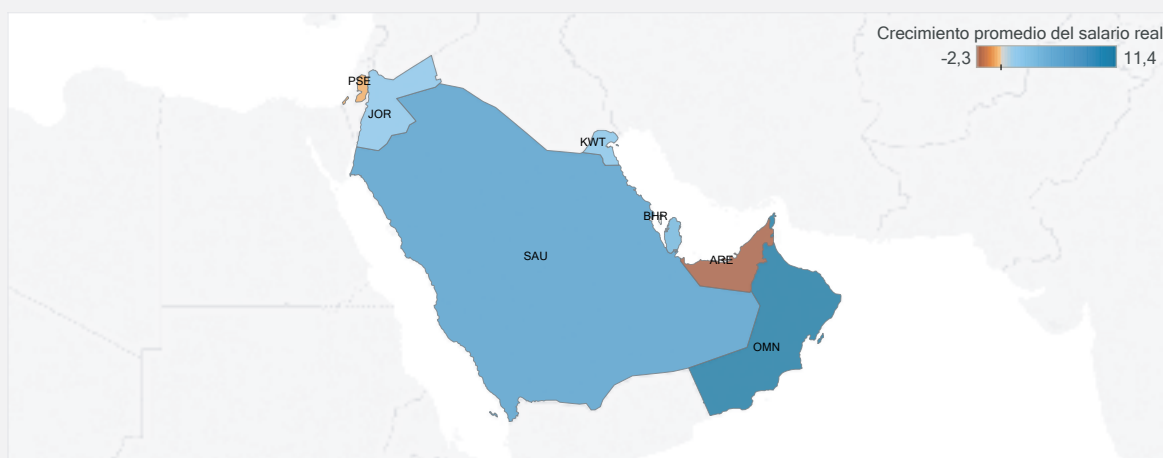 Crecimiento promedio del salario real
-2,3 11,4
PSE
JOR
KWT
BHR
SAU
ARE
OMN